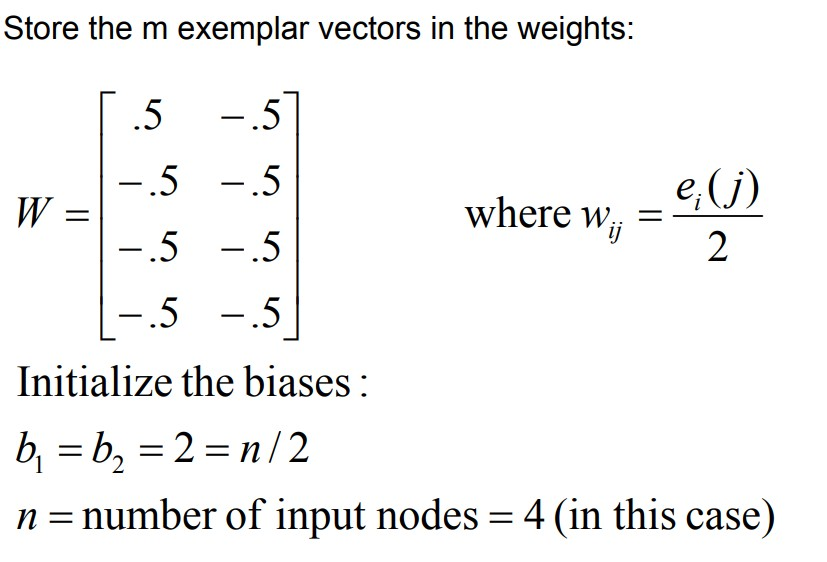 Store the m exemplar vectors in the weights:
W = [ .5 −.5
−.5 −.5
−.5 −.5
−.5 −.5 ] where w_ij = e_i(j) / 2
Initialize the biases :
b_1 = b_2 = 2 = n / 2
n = number of input nodes = 4 (in this case)